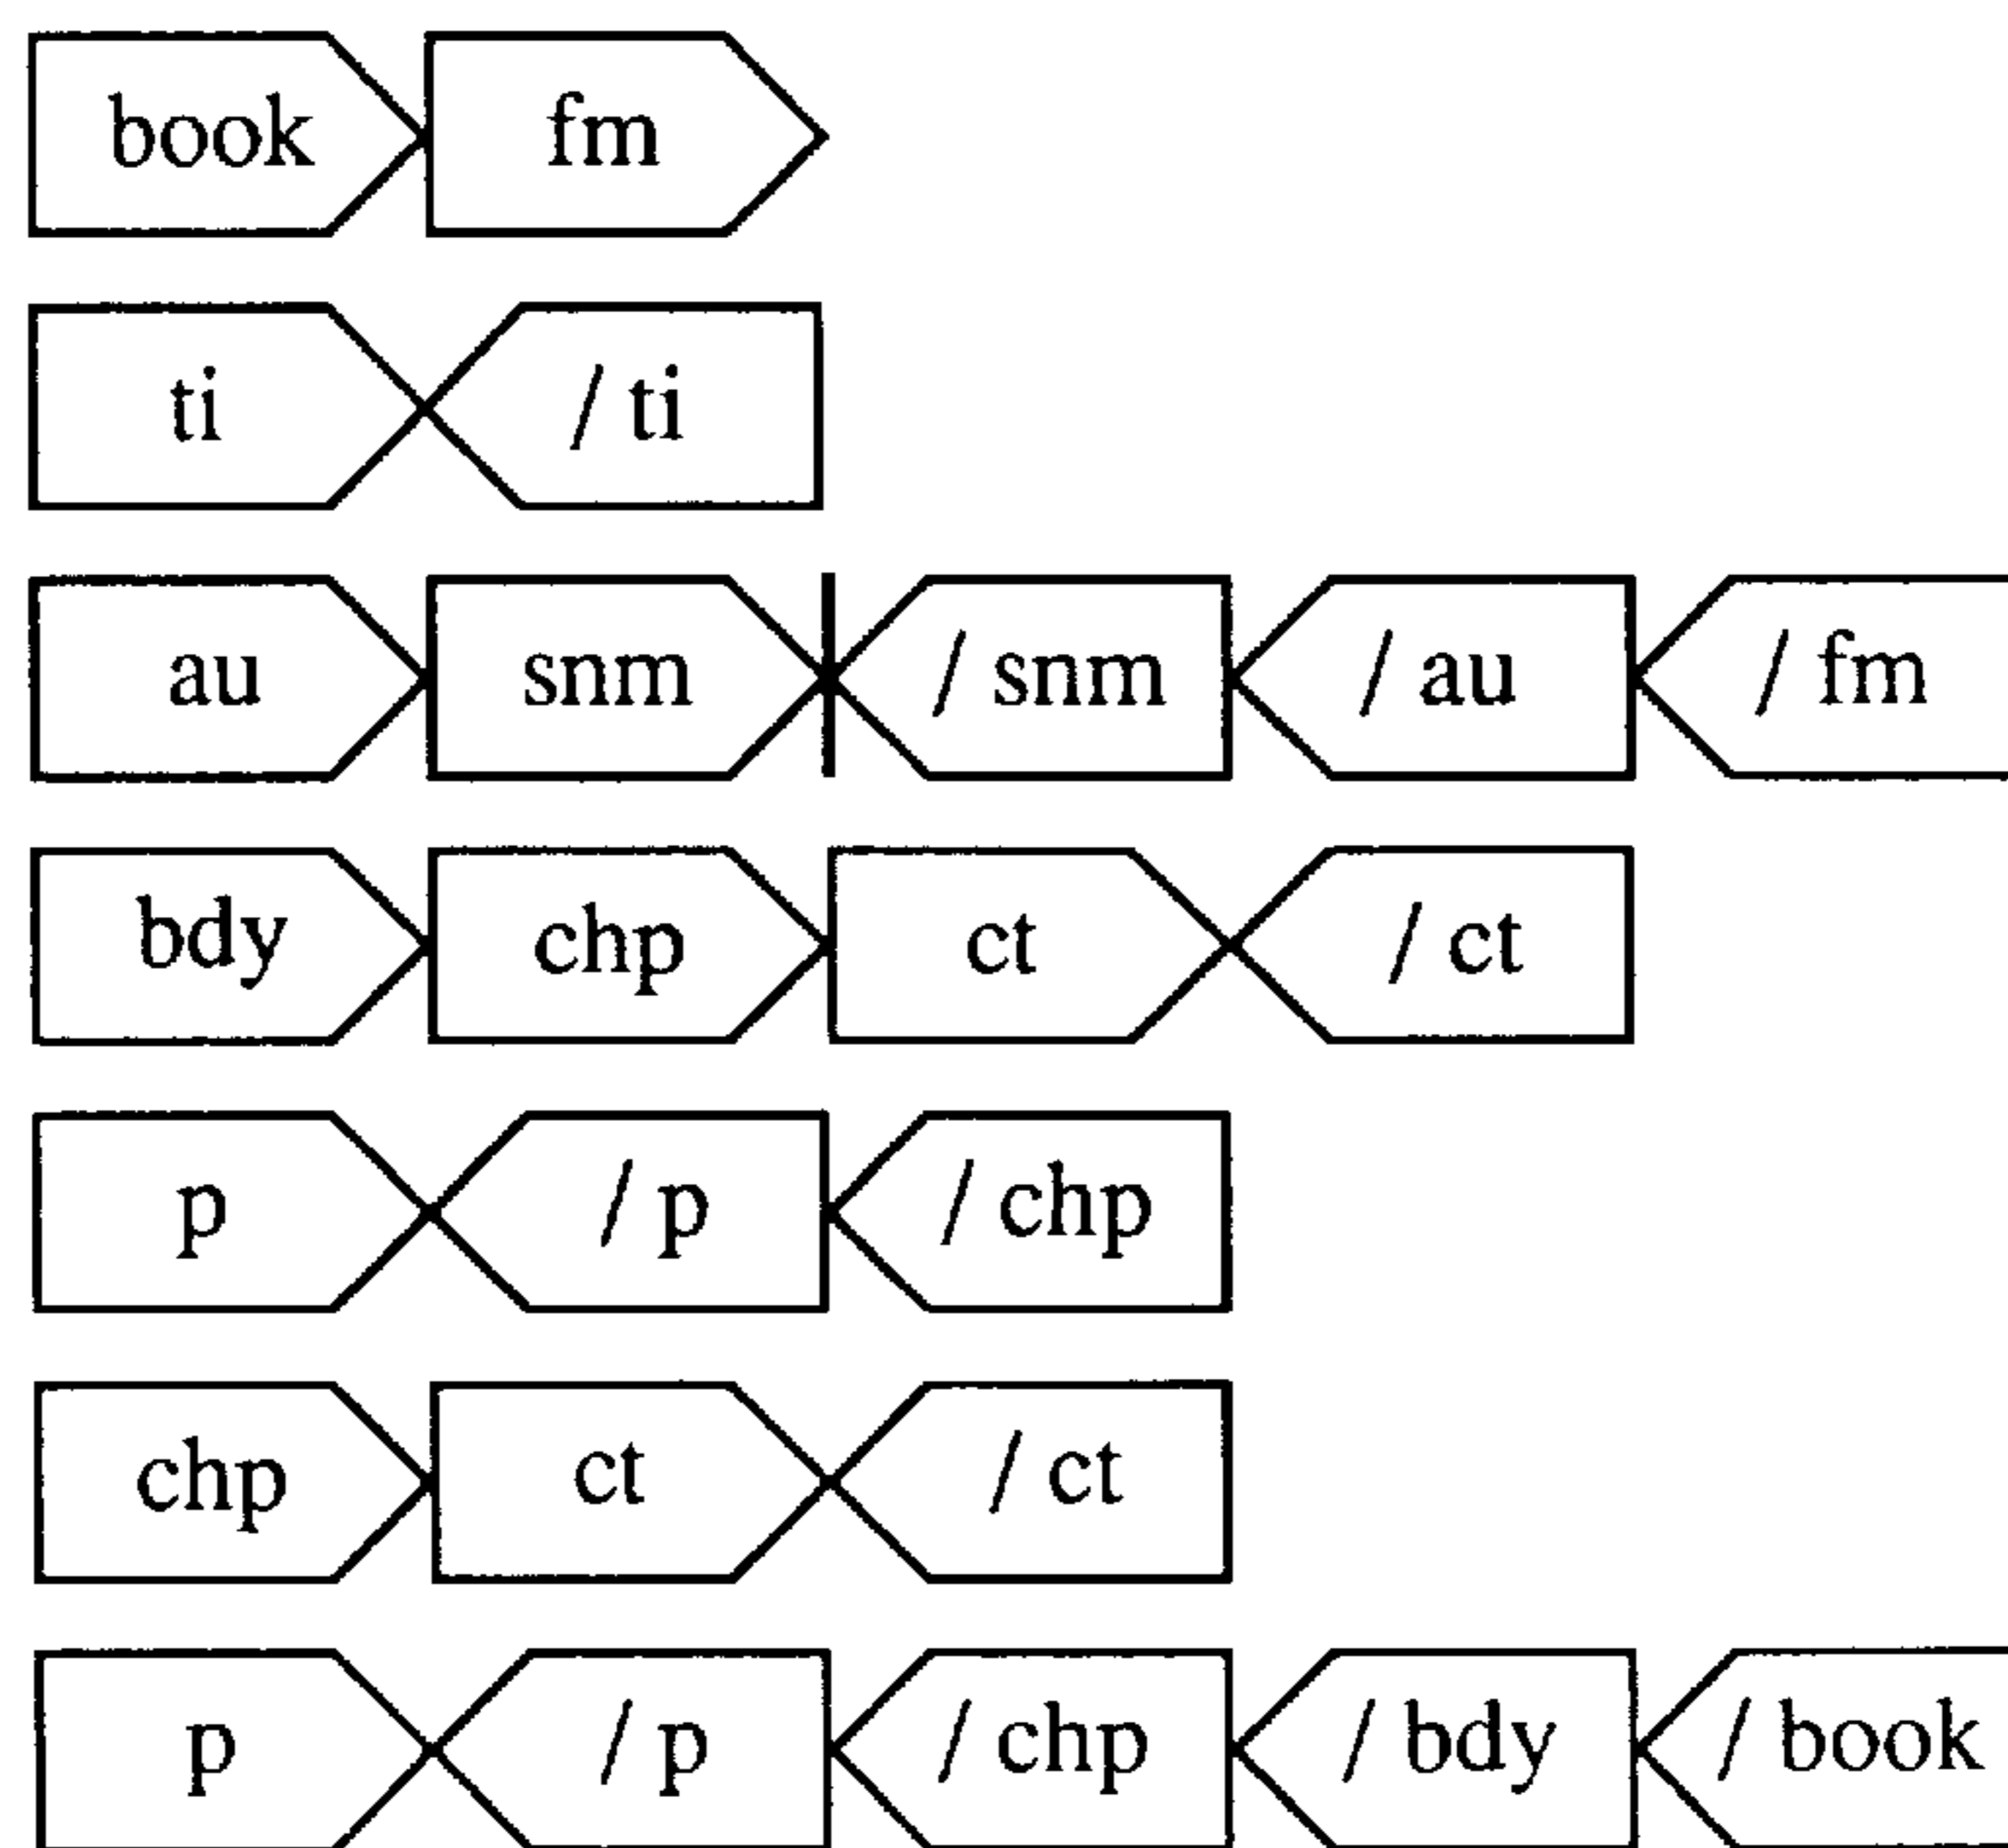 book fm
ti / ti
au snm / snm / au / fm
bdy chp ct / ct
p / p / chp
chp ct / ct
p / p / chp / bdy / book